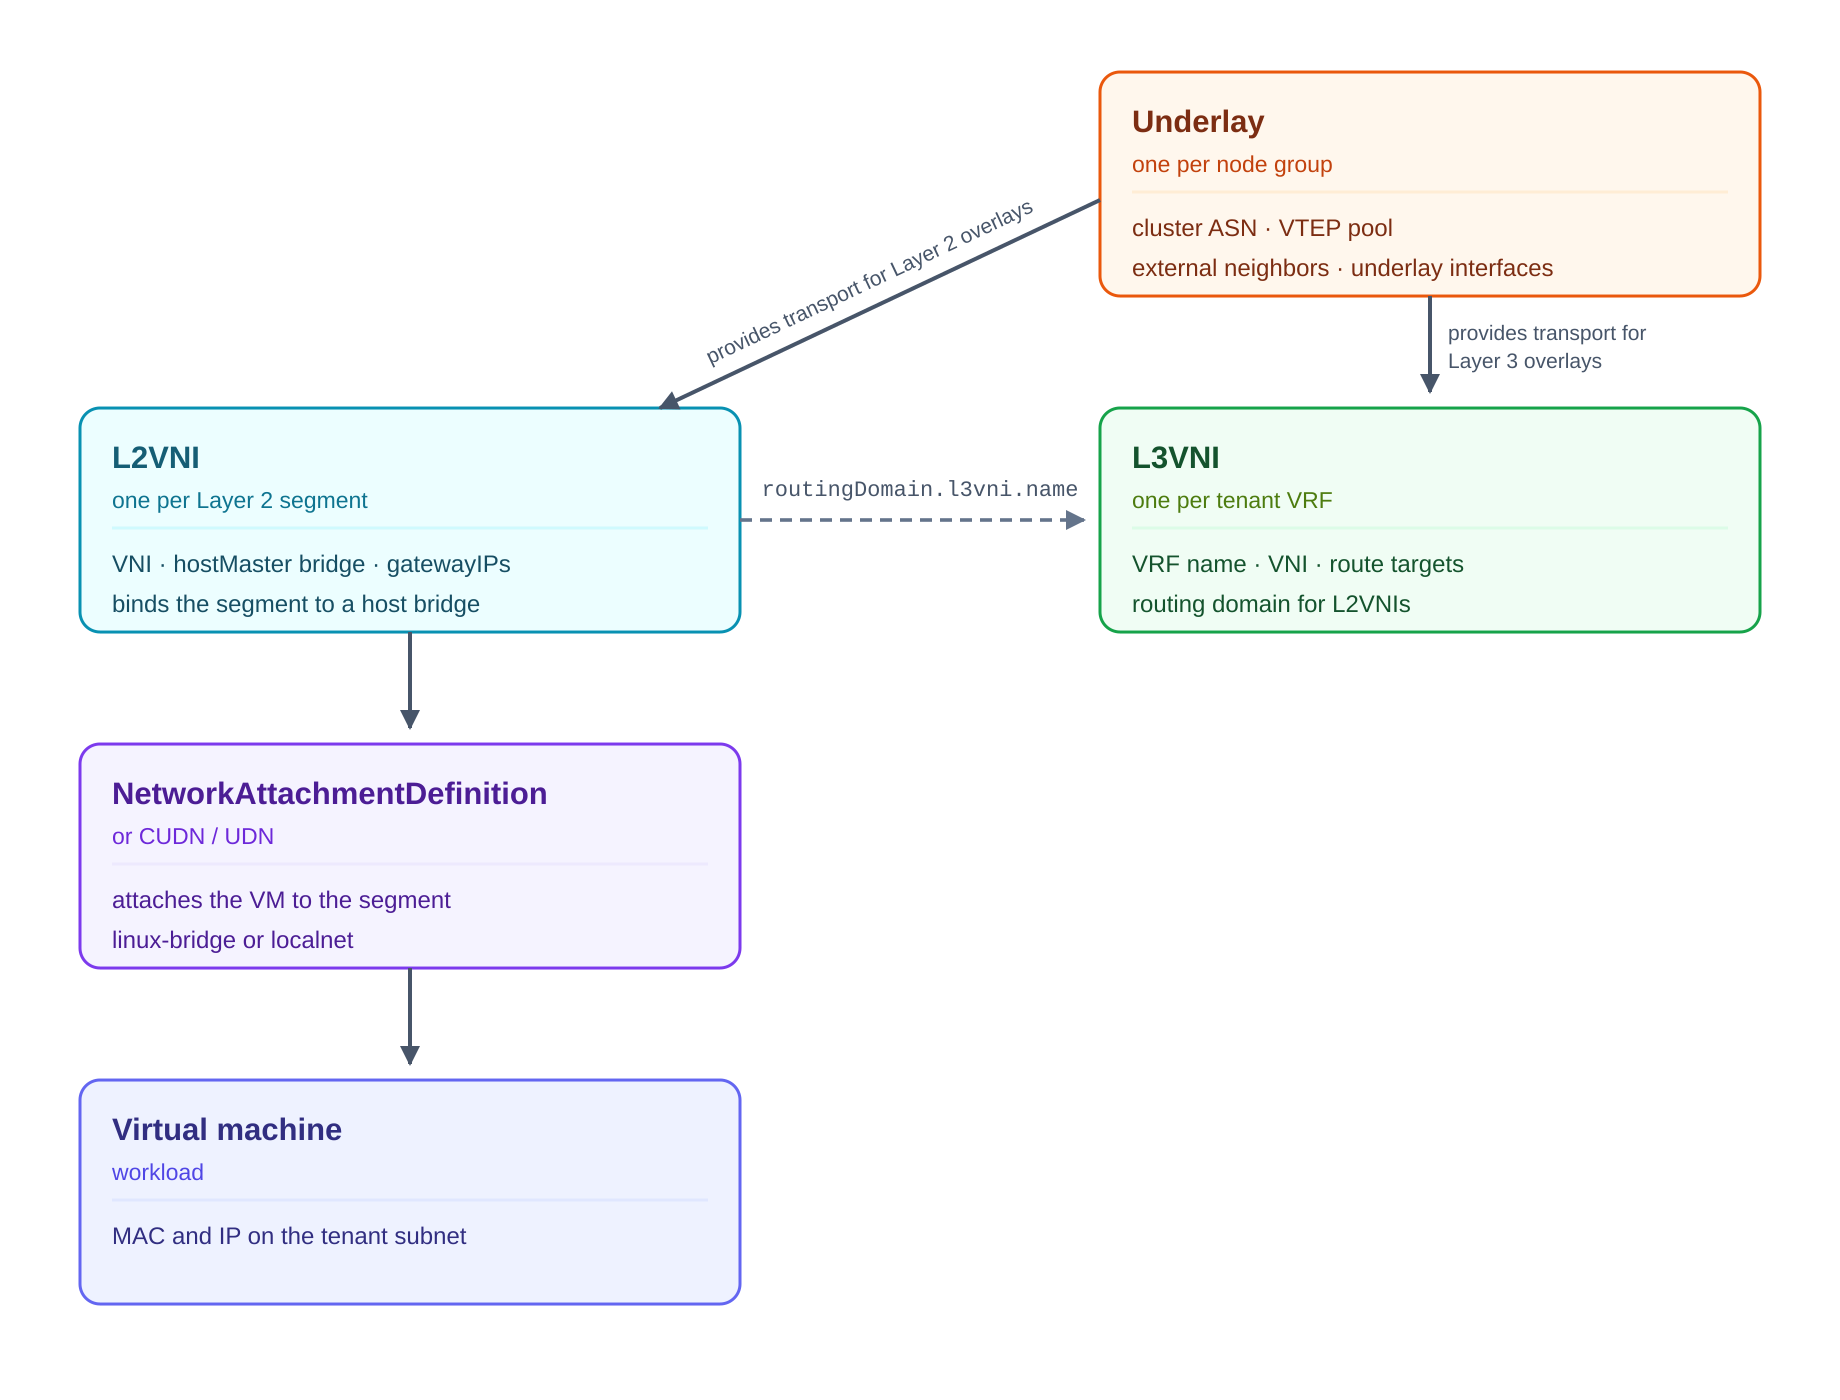 Underlay
one per node group
cluster ASN · VTEP pool
external neighbors · underlay interfaces
provides transport for Layer 2 overlays
provides transport for
Layer 3 overlays
L2VNI
one per Layer 2 segment
VNI · hostMaster bridge · gatewayIPs
binds the segment to a host bridge
routingDomain.l3vni.name
L3VNI
one per tenant VRF
VRF name · VNI · route targets
routing domain for L2VNIs
NetworkAttachmentDefinition
or CUDN / UDN
attaches the VM to the segment
linux-bridge or localnet
Virtual machine
workload
MAC and IP on the tenant subnet